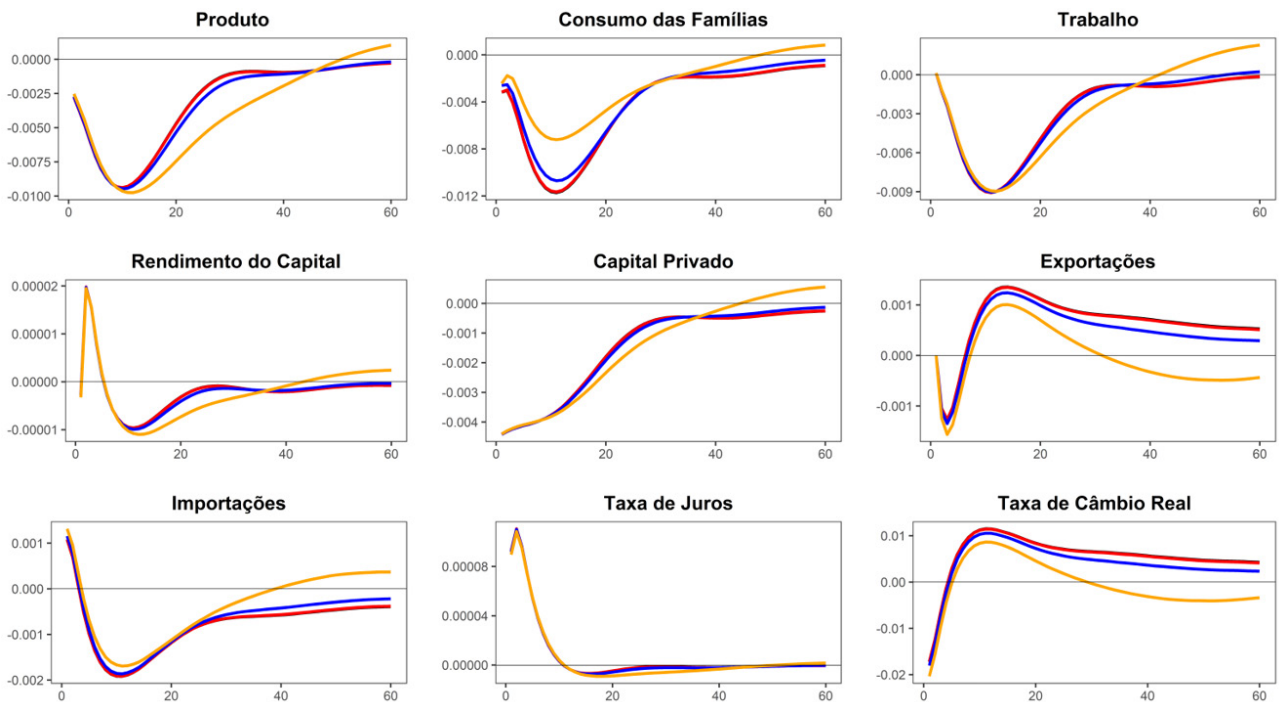 Produto
0.0000
-0.0025
-0.0050
-0.0075
-0.0100
0 20 40 60
Consumo das Famílias
0.000
-0.004
-0.008
-0.012
0 20 40 60
Trabalho
0.000
-0.003
-0.006
-0.009
0 20 40 60
Rendimento do Capital
0.00002
0.00001
0.00000
-0.00001
0 20 40 60
Capital Privado
0.000
-0.001
-0.002
-0.003
-0.004
0 20 40 60
Exportações
0.001
0.000
-0.001
0 20 40 60
Importações
0.001
0.000
-0.001
-0.002
0 20 40 60
Taxa de Juros
0.00008
0.00004
0.00000
0 20 40 60
Taxa de Câmbio Real
0.01
0.00
-0.01
-0.02
0 20 40 60